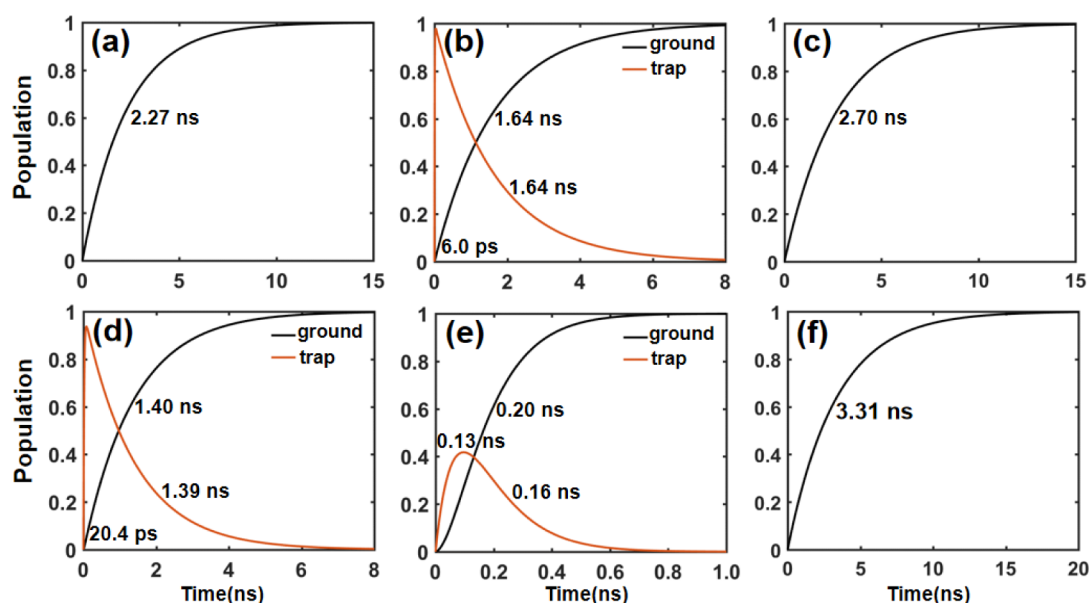 (a)
1
0.8
0.6
0.4
0.2
0
Population
2.27 ns
0
5
10
15
(b)
1
0.8
0.6
0.4
0.2
0
ground
trap
1.64 ns
1.64 ns
6.0 ps
0
2
4
6
8
(c)
1
0.8
0.6
0.4
0.2
0
2.70 ns
0
5
10
15
(d)
1
0.8
0.6
0.4
0.2
0
Population
ground
trap
1.40 ns
1.39 ns
20.4 ps
0
2
4
6
8
Time(ns)
(e)
1
0.8
0.6
0.4
0.2
0
ground
trap
0.20 ns
0.13 ns
0.16 ns
0
0.2
0.4
0.6
0.8
1.0
Time(ns)
(f)
1
0.8
0.6
0.4
0.2
0
3.31 ns
0
5
10
15
20
Time(ns)